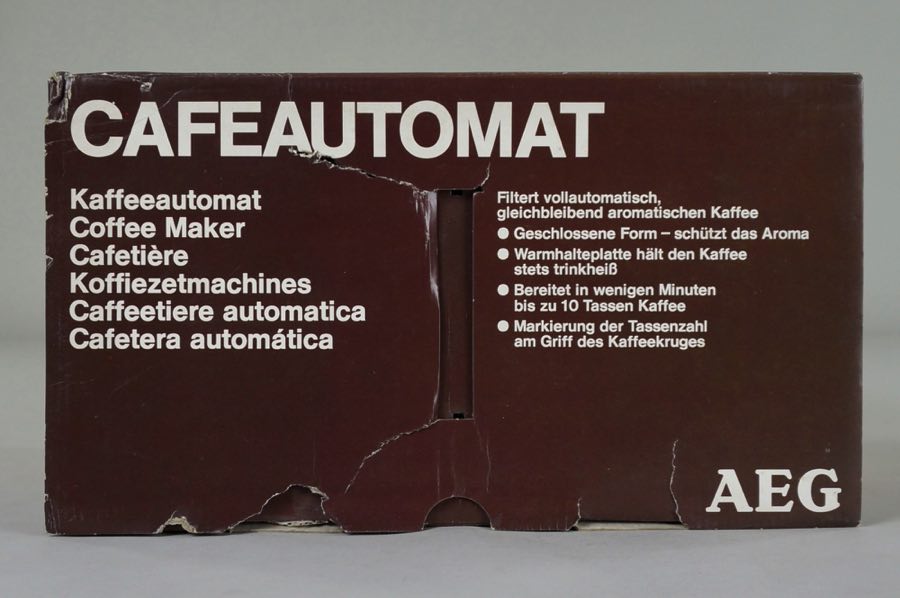 CAFEAUTOMAT
Kaffeeautomat
Coffee Maker
Cafetière
Koffiezetmachines
Caffeetiere automatica
Cafetera automática
Filtert vollautomatisch,
gleichbleibend aromatischen Kaffee
● Geschlossene Form – schützt das Aroma
● Warmhalteplatte hält den Kaffee
stets trinkheiß
● Bereitet in wenigen Minuten
bis zu 10 Tassen Kaffee
● Markierung der Tassenzahl
am Griff des Kaffeekruges
AEG